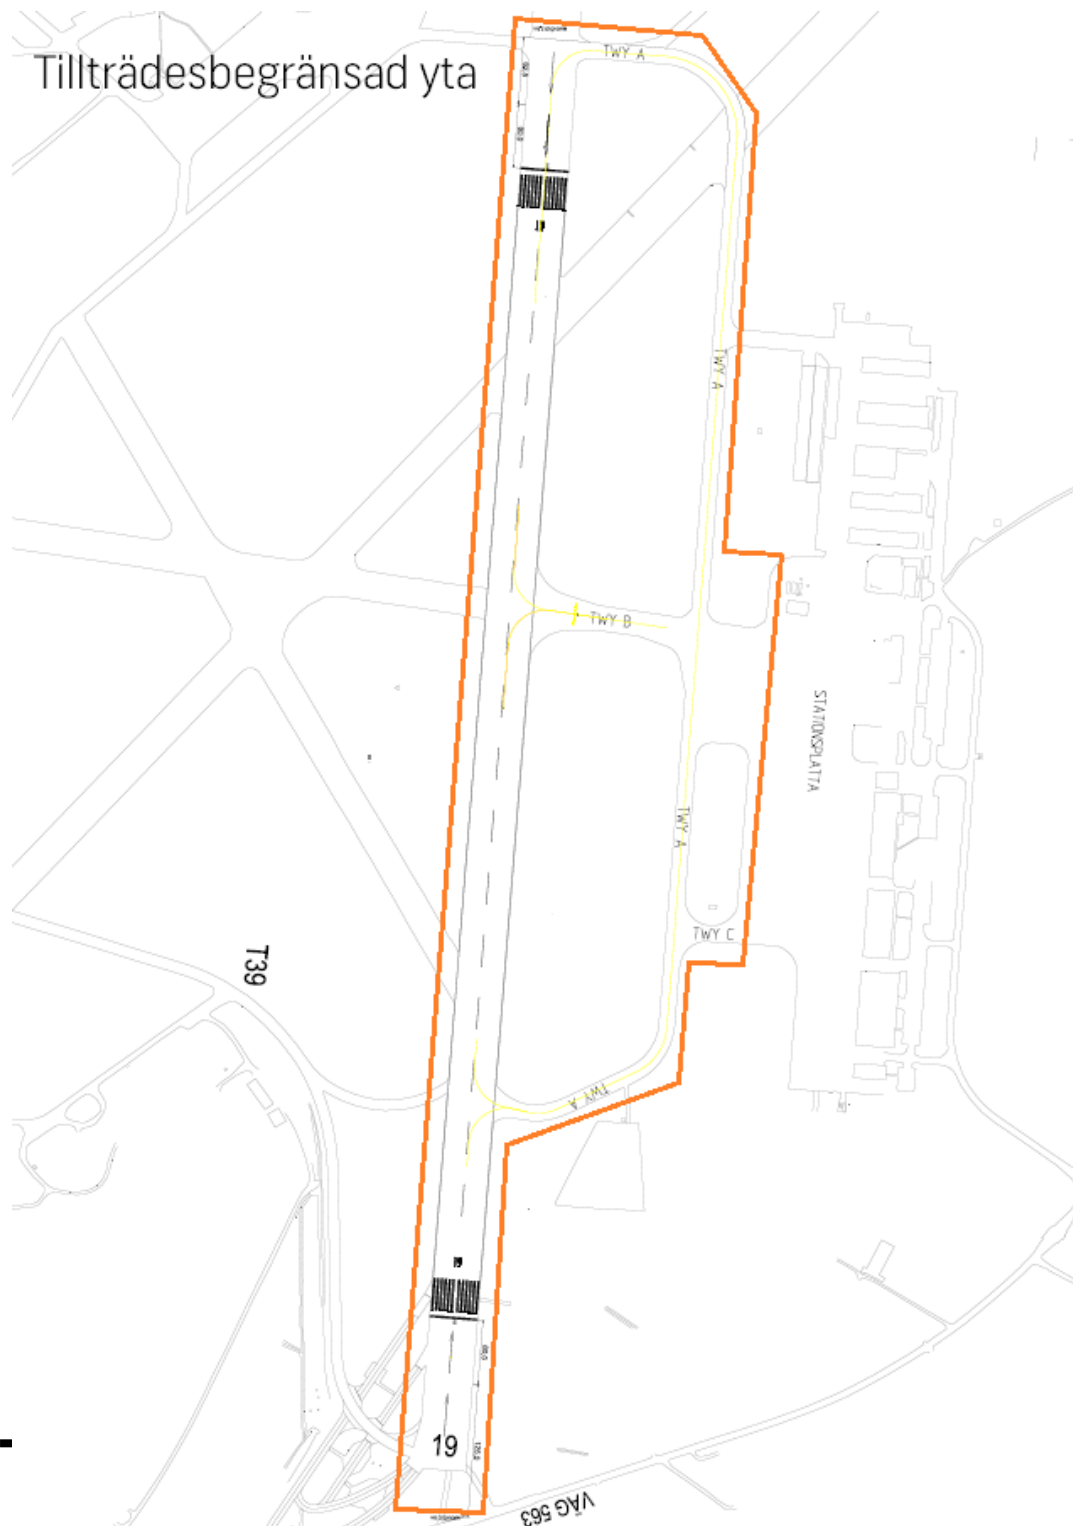 Tillträdesbegränsad yta
TWY A
TWY A
TWY B
STATIONSPLATTA
TWY A
TWY C
T39
TWY A
19
VÄG 563